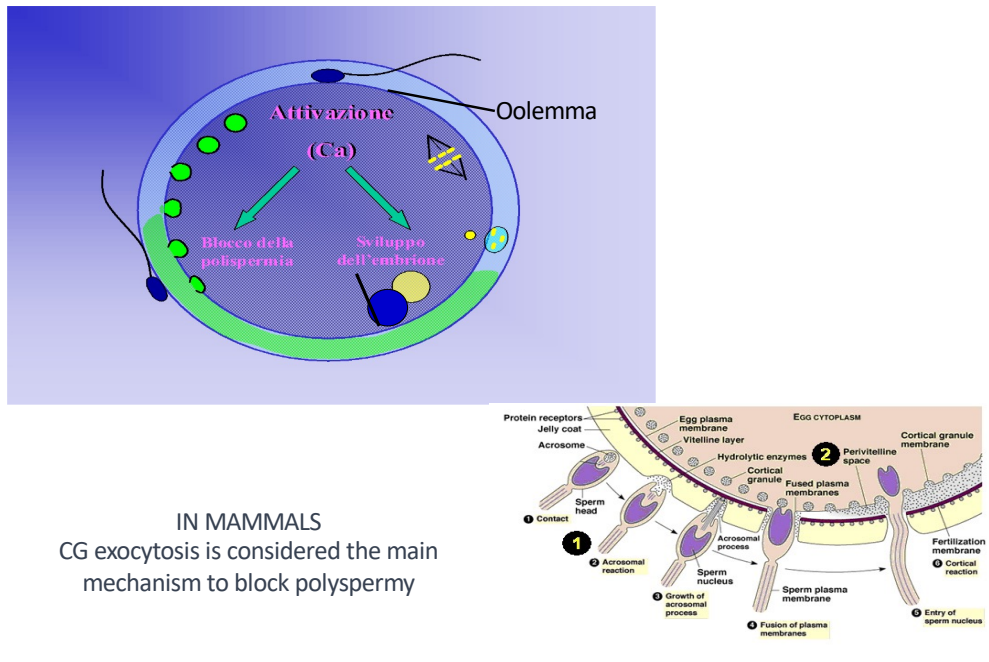 Oolemma
Attivazione
(Ca)
Blocco della
polispermia
Sviluppo
dell'embrione
IN MAMMALS
CG exocytosis is considered the main
mechanism to block polyspermy
Protein receptors
Jelly coat
Acrosome
Egg plasma
membrane
Vitelline layer
Hydrolytic enzymes
Cortical
granule
EGG CYTOPLASM
2
Perivitelline
space
Cortical granule
membrane
Fused plasma
membranes
Sperm
head
1 Contact
1
2 Acrosomal
reaction
Acrosomal
process
Sperm
nucleus
3 Growth of
acrosomal
process
Sperm plasma
membrane
4 Fusion of plasma
membranes
Fertilization
membrane
6 Cortical
reaction
5 Entry of
sperm nucleus